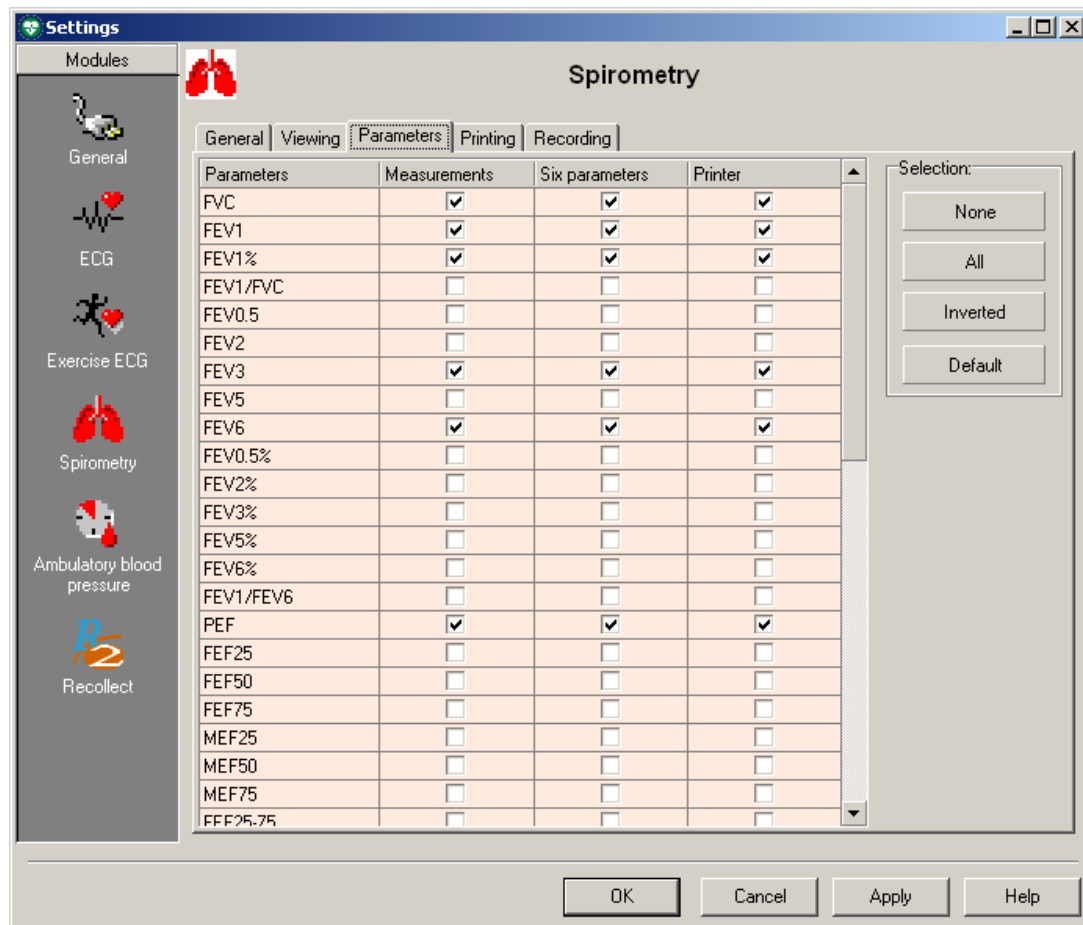 Settings
Modules
General
ECG
Exercise ECG
Spirometry
Ambulatory blood
pressure
Recollect
Spirometry
General Viewing Parameters Printing Recording
Parameters Measurements Six parameters Printer
FVC
FEV1
FEV1%
FEV1/FVC
FEV0.5
FEV2
FEV3
FEV5
FEV6
FEV0.5%
FEV2%
FEV3%
FEV5%
FEV6%
FEV1/FEV6
PEF
FEF25
FEF50
FEF75
MEF25
MEF50
MEF75
FEF25-75
Selection:
None
All
Inverted
Default
OK Cancel Apply Help